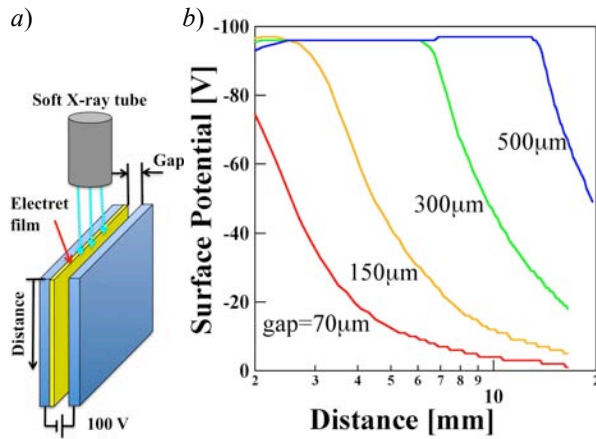 a)
Soft X-ray tube
Gap
Electret
film
Distance
100 V
b)
Surface Potential [V]
-100
-80
-60
-40
-20
0
500μm
300μm
150μm
gap=70μm
2 3 4 5 6 7 8 9 10 2
Distance [mm]